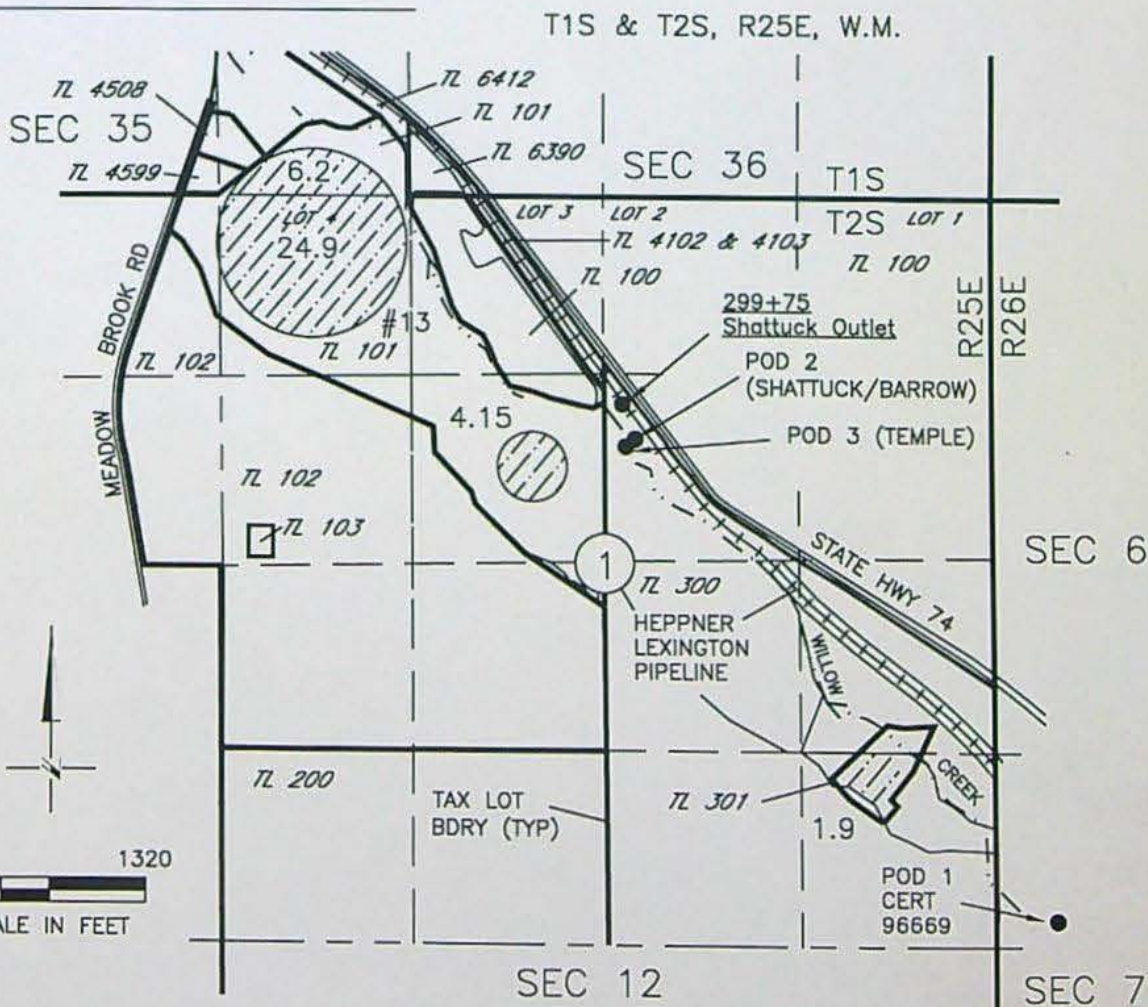 T1S & T2S, R25E, W.M.
TL 4508
TL 6412
SEC 35
TL 101
TL 4599
TL 6390
6.2
SEC 36
T1S
LOT
LOT 3
LOT 2
T2S
LOT 1
24.9
TL 4102 & 4103
TL 100
TL 100
299+75
Shattuck Outlet
R25E
R26E
#13
TL 101
MEADOW BROOK RD
TL 102
POD 2
(SHATTUCK/BARROW)
4.15
POD 3 (TEMPLE)
TL 102
TL 103
STATE HWY 74
SEC 6
1
TL 300
HEPPNER
LEXINGTON
PIPELINE
WILLOW CREEK
TL 200
TAX LOT
BDRY (TYP)
TL 301
1.9
1320
POD 1
CERT
96669
ALE IN FEET
SEC 12
SEC 7